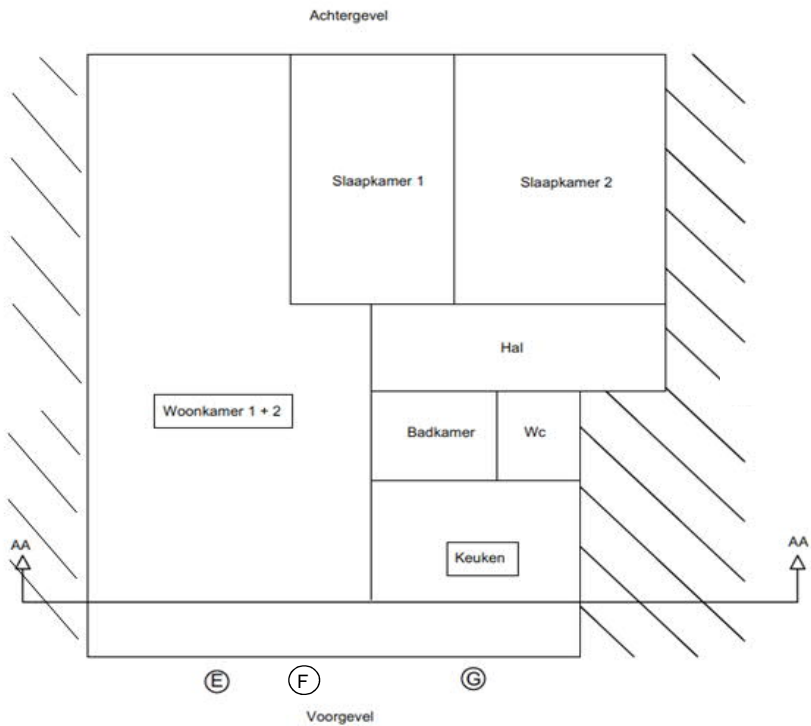 Achtergevel
Slaapkamer 1
Slaapkamer 2
Hal
Woonkamer 1 + 2
Badkamer
Wc
Keuken
AA
AA
E
F
G
Voorgevel